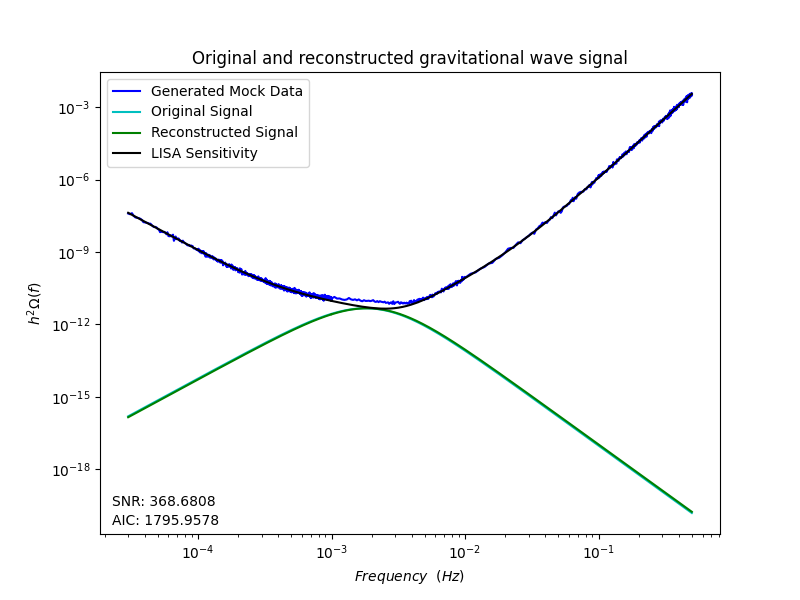 Original and reconstructed gravitational wave signal
Generated Mock Data
Original Signal
Reconstructed Signal
LISA Sensitivity
10⁻³
10⁻⁶
10⁻⁹
10⁻¹²
10⁻¹⁵
10⁻¹⁸
h²Ω(f)
SNR: 368.6808
AIC: 1795.9578
10⁻⁴ 10⁻³ 10⁻² 10⁻¹
Frequency (Hz)